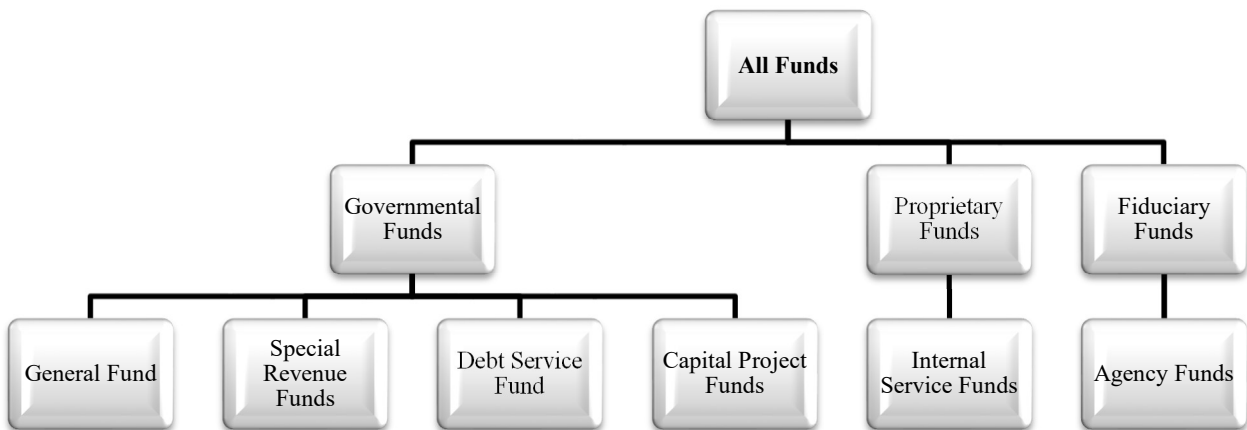 All Funds
Governmental
Funds
Proprietary
Funds
Fiduciary
Funds
General Fund
Special
Revenue
Funds
Debt Service
Fund
Capital Project
Funds
Internal
Service Funds
Agency Funds